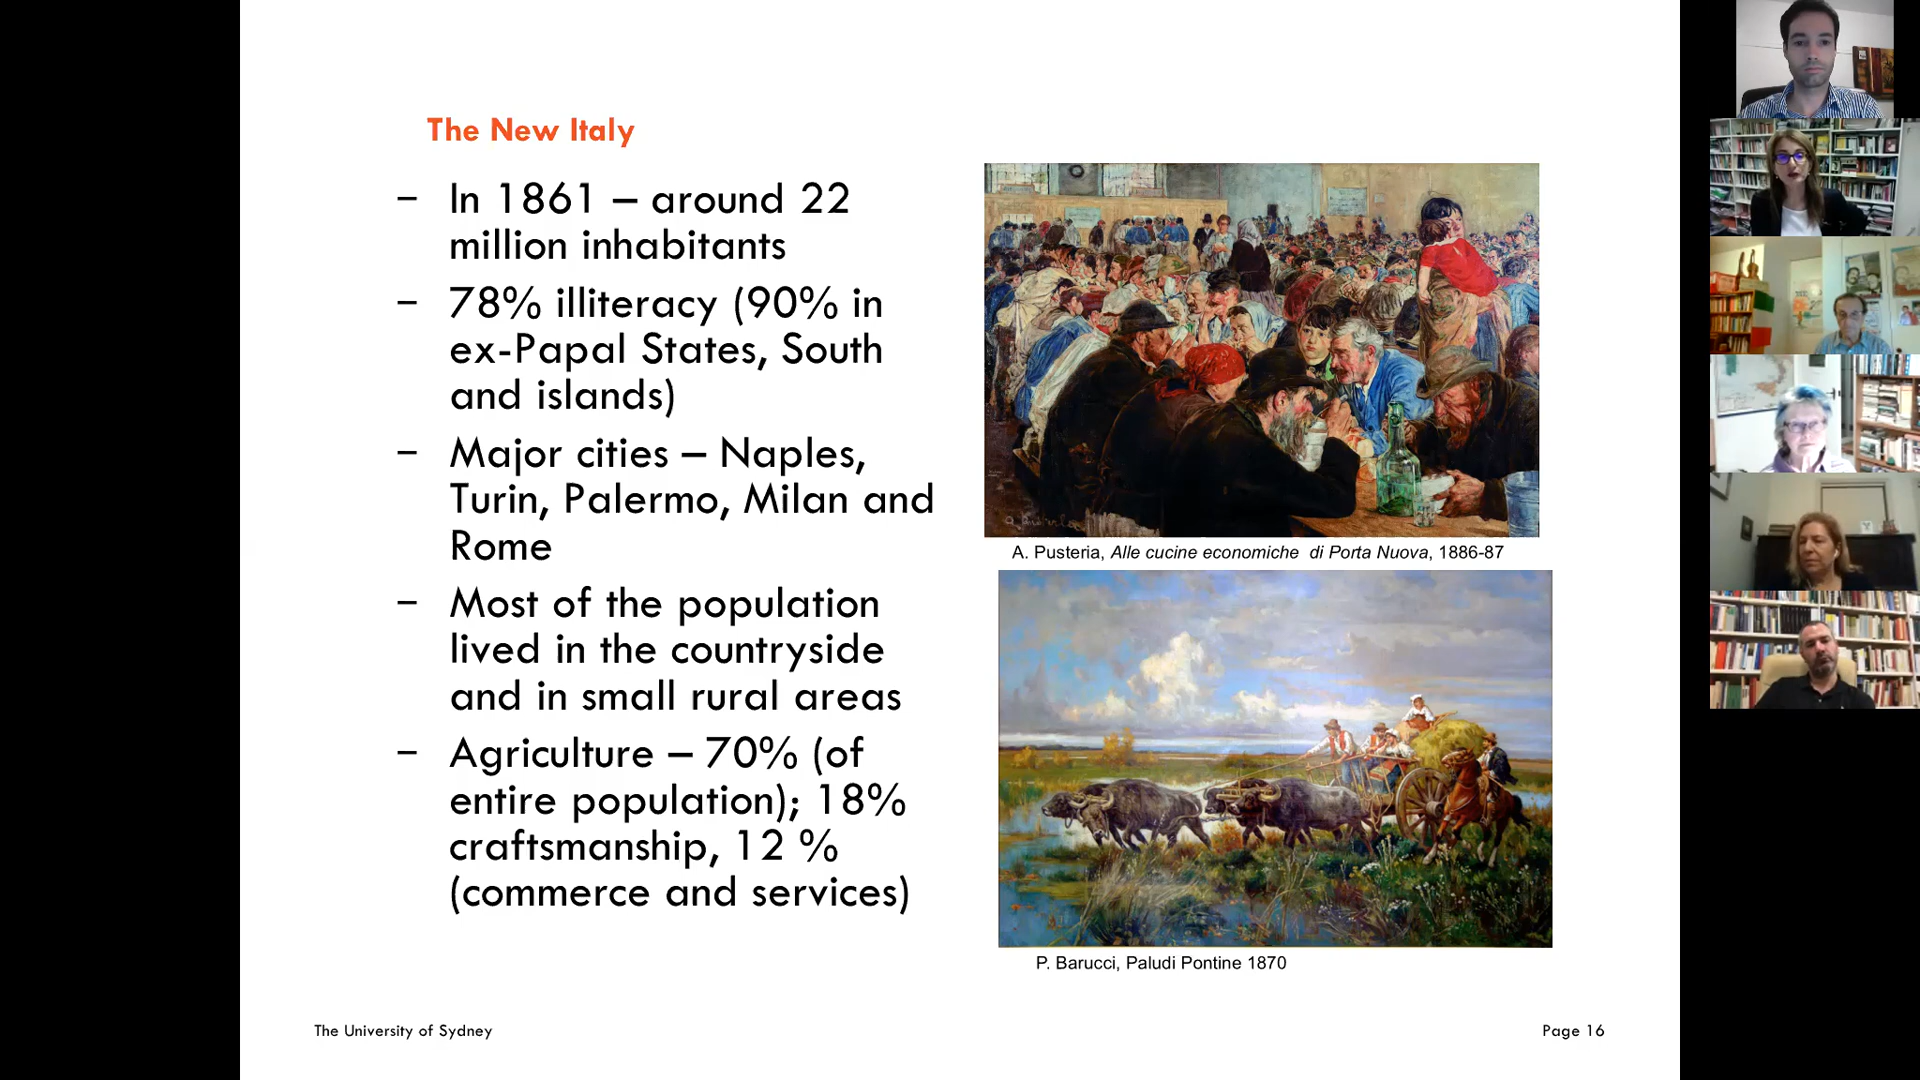 The New Italy
– In 1861 – around 22
million inhabitants
– 78% illiteracy (90% in
ex-Papal States, South
and islands)
– Major cities – Naples,
Turin, Palermo, Milan and
Rome
– Most of the population
lived in the countryside
and in small rural areas
– Agriculture – 70% (of
entire population); 18%
craftsmanship, 12 %
(commerce and services)
A. Pusteria, Alle cucine economiche di Porta Nuova, 1886-87
P. Barucci, Paludi Pontine 1870
The University of Sydney
Page 16